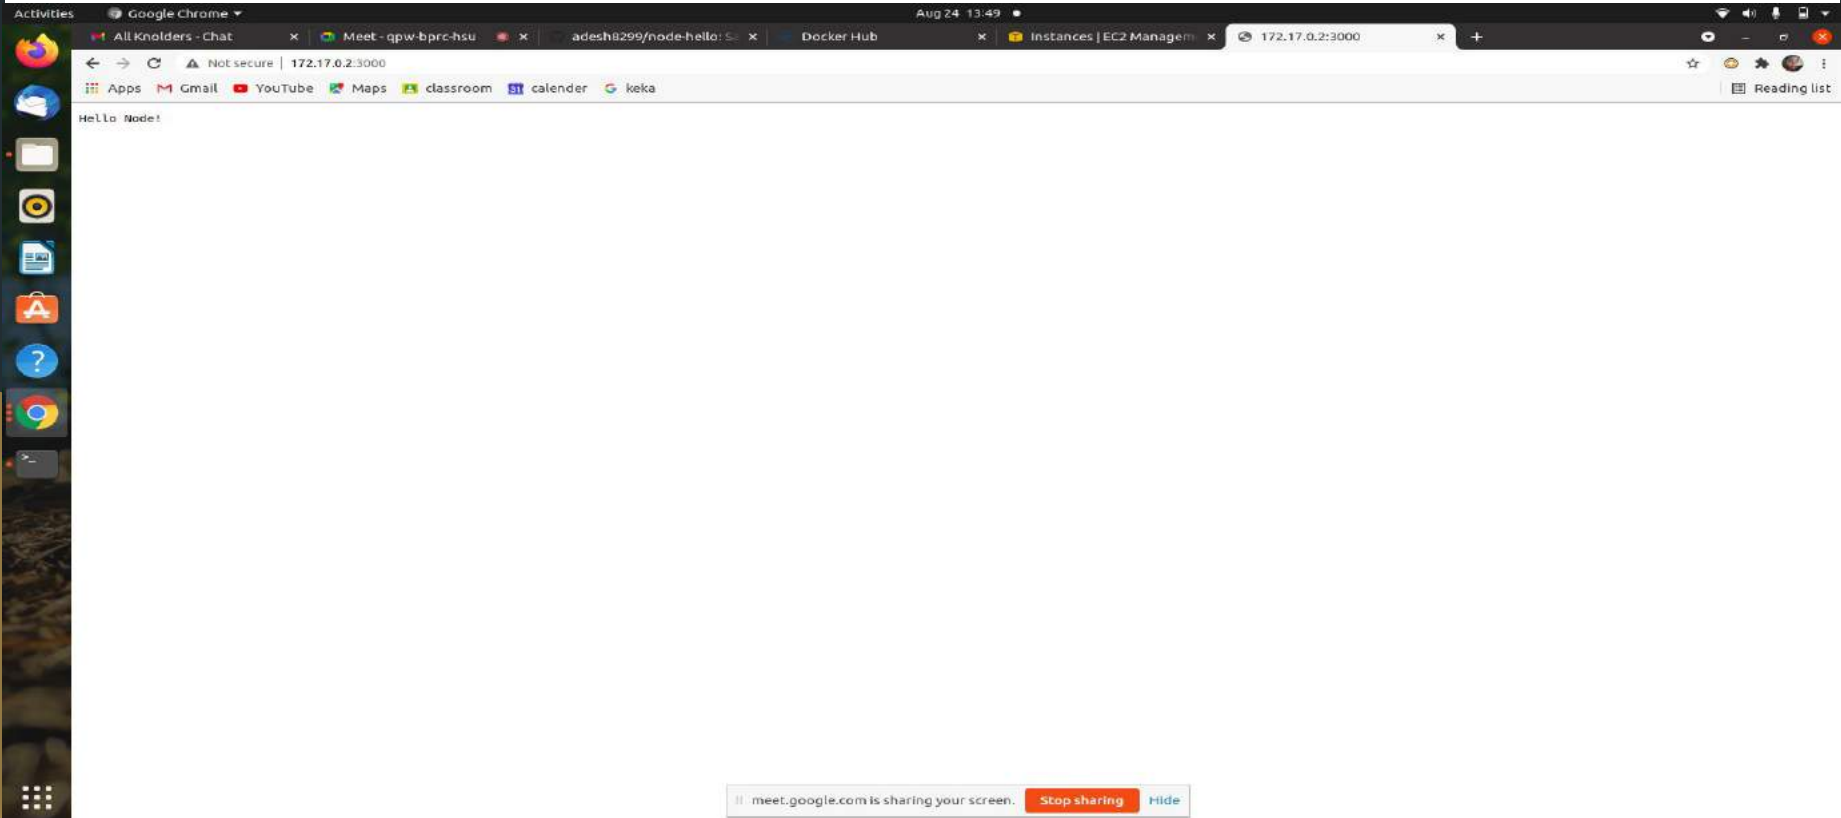 Activities Google Chrome Aug 24 13:49
All Knolders - Chat Meet - qpw-bprc-hsu adesh8299/node-hello: Sa Docker Hub Instances | EC2 Managem 172.17.0.2:3000
Not secure 172.17.0.2:3000
Apps Gmail YouTube Maps classroom 31 calender keka Reading list
Hello Node!
meet.google.com is sharing your screen. Stop sharing Hide